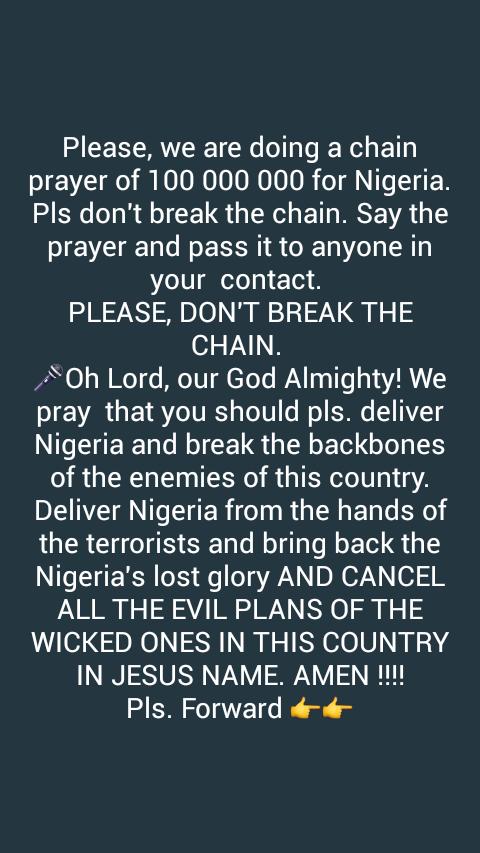 Please, we are doing a chain
prayer of 100 000 000 for Nigeria.
Pls don't break the chain. Say the
prayer and pass it to anyone in
your  contact.
PLEASE, DON'T BREAK THE
CHAIN.
🎤Oh Lord, our God Almighty! We
pray  that you should pls. deliver
Nigeria and break the backbones
of the enemies of this country.
Deliver Nigeria from the hands of
the terrorists and bring back the
Nigeria's lost glory AND CANCEL
ALL THE EVIL PLANS OF THE
WICKED ONES IN THIS COUNTRY
IN JESUS NAME. AMEN !!!!
Pls. Forward 👉👉